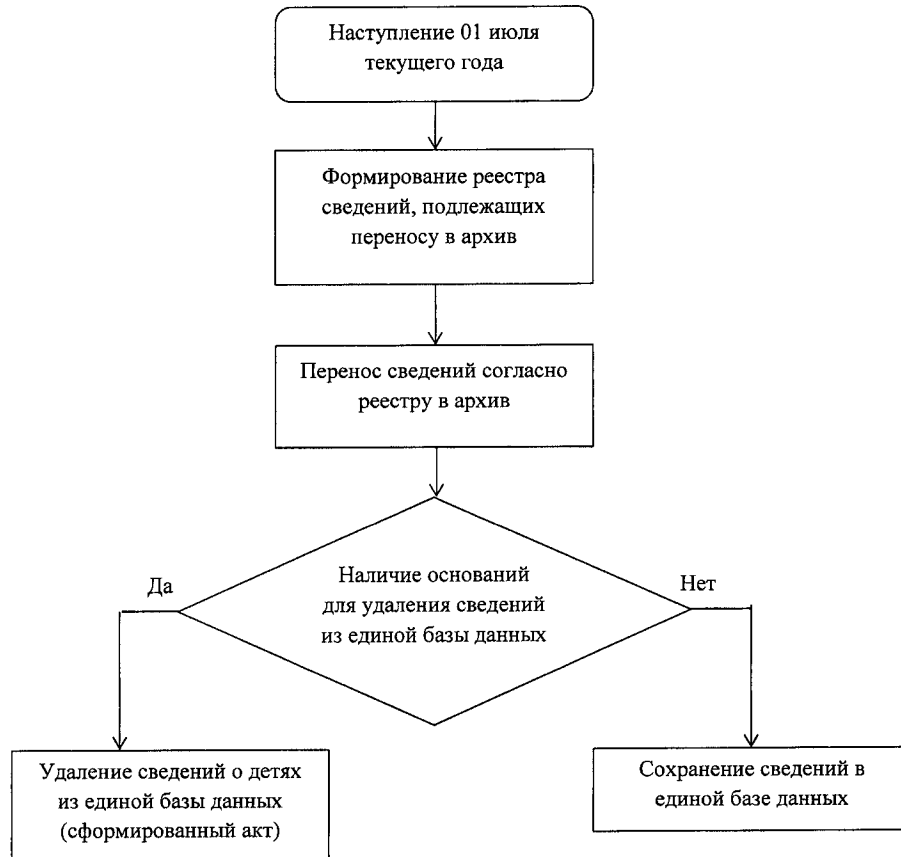 Наступление 01 июля
текущего года
Формирование реестра
сведений, подлежащих
переносу в архив
Перенос сведений согласно
реестру в архив
Наличие оснований
для удаления сведений
из единой базы данных
Да
Нет
Удаление сведений о детях
из единой базы данных
(сформированный акт)
Сохранение сведений в
единой базе данных